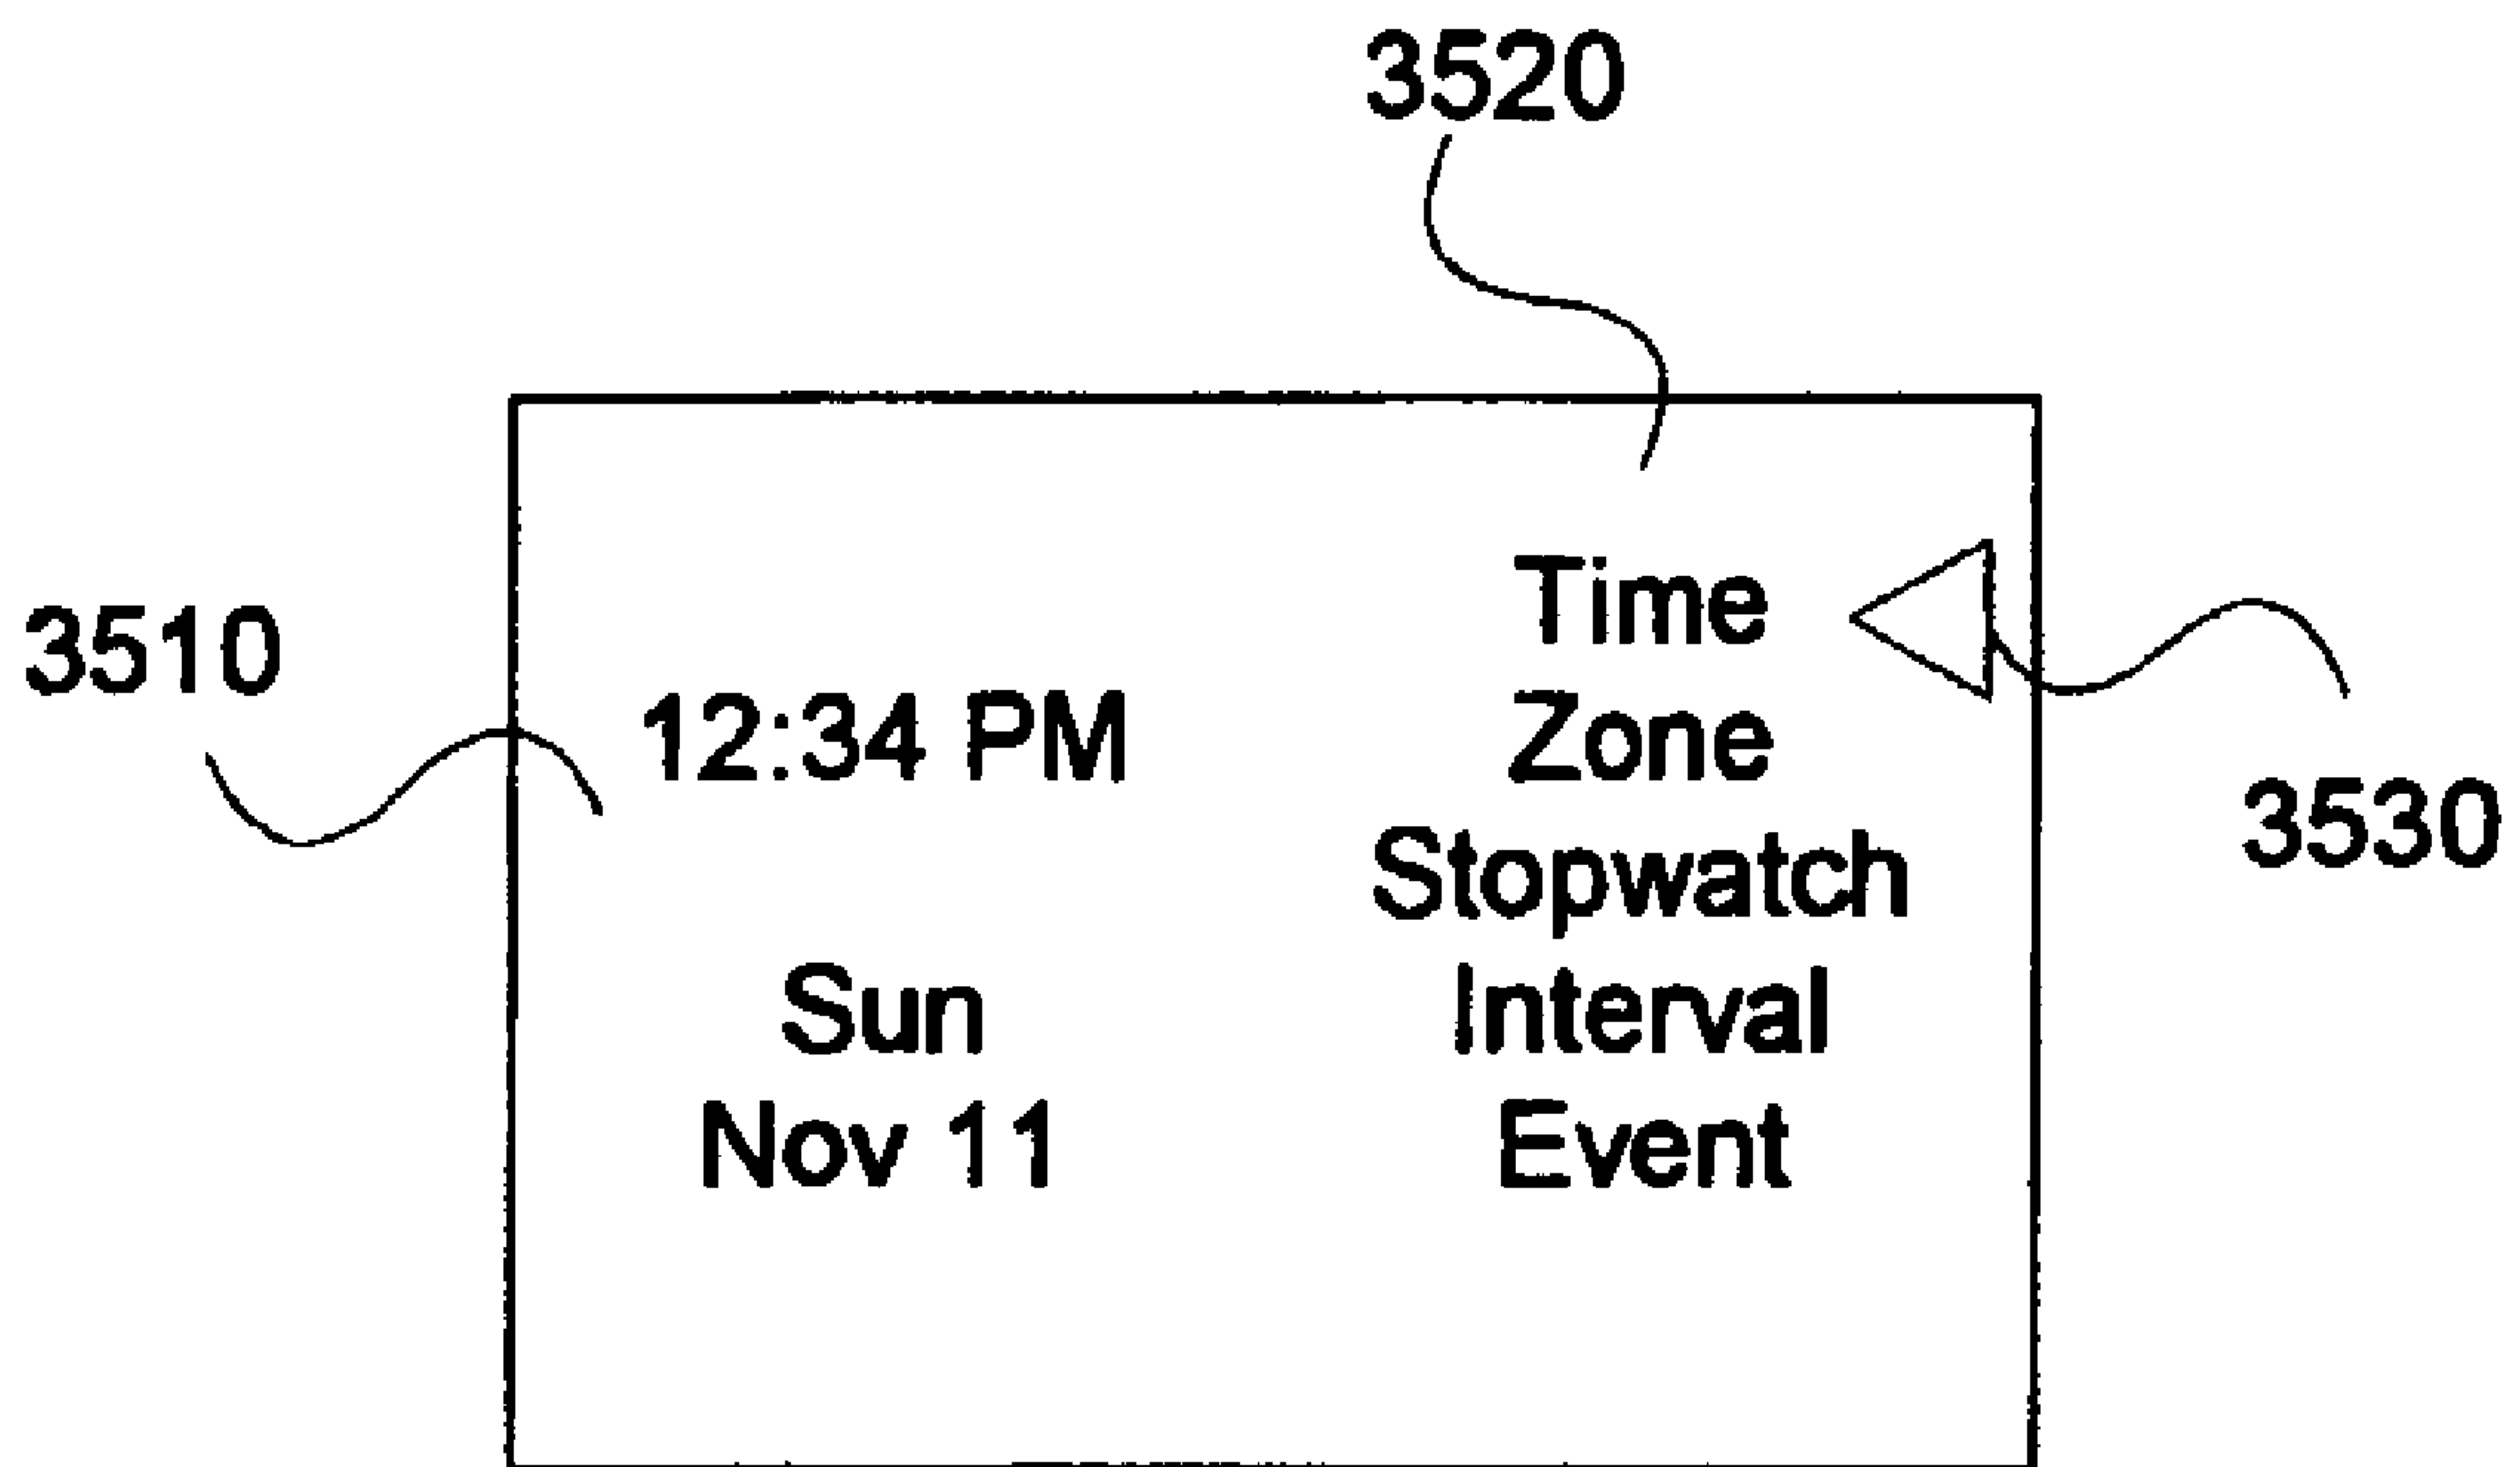 3520
3510
12:34 PM
Sun
Nov 11
Time
Zone
Stopwatch
Interval
Event
3530